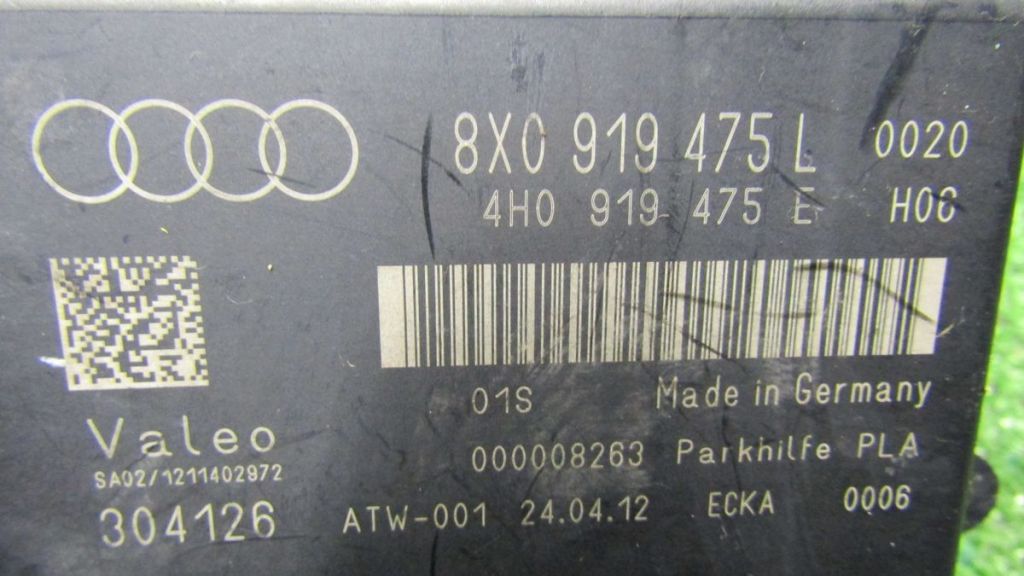 8X0 919 475 L 0020
4H0 919 475 E H08
01S Made in Germany
Valeo
000008263 Parkhilfe PLA
SA02/1211402972
304126 ATW-001 24.04.12 ECKA 0006